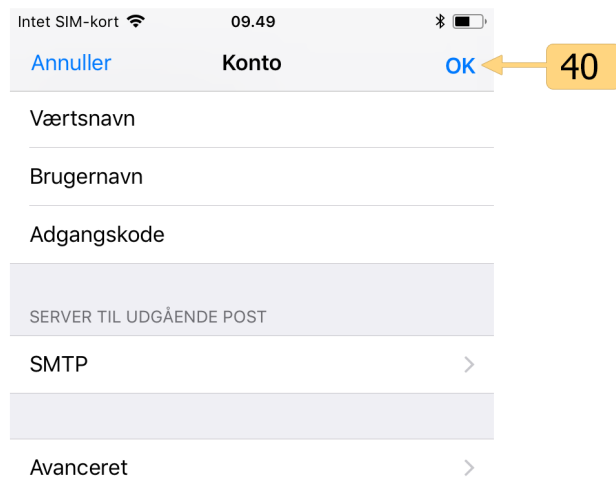 Intet SIM-kort 09.49
Annuller Konto OK 40
Værtsnavn
Brugernavn
Adgangskode
SERVER TIL UDGÅENDE POST
SMTP
Avanceret